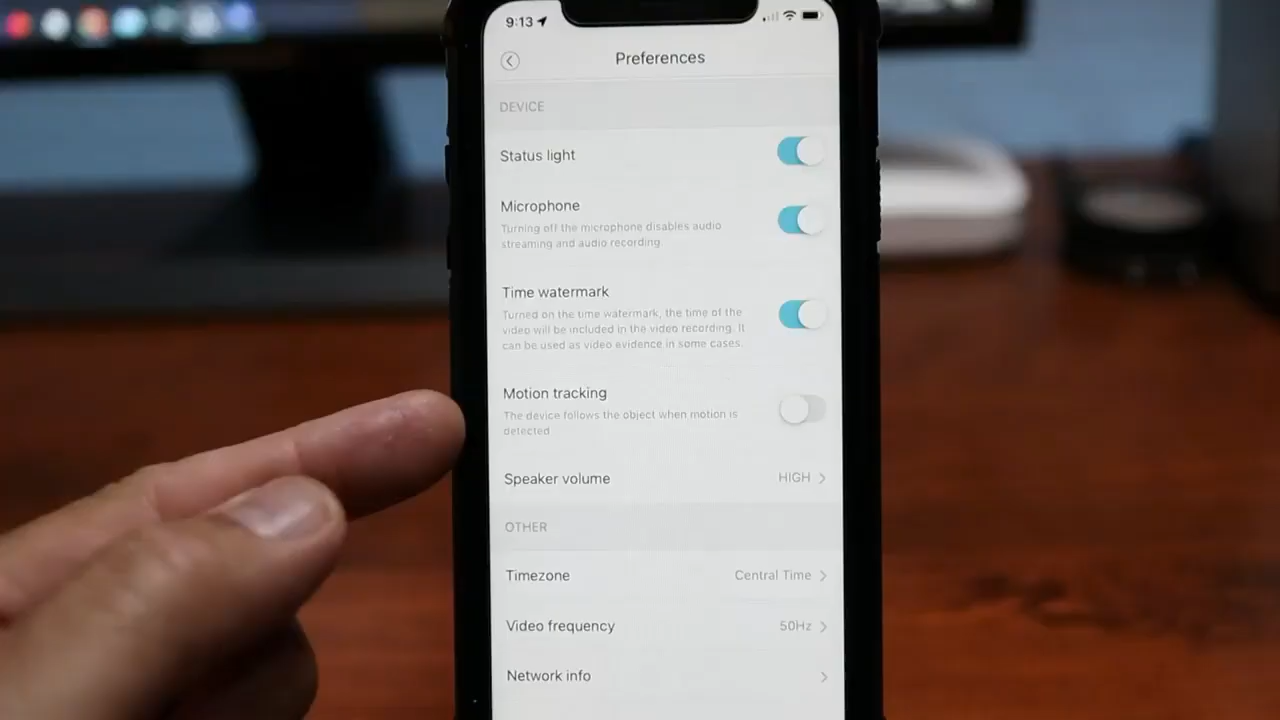 9:13
Preferences
DEVICE
Status light
Microphone
Turning off the microphone disables audio
streaming and audio recording.
Time watermark
Turned on the time watermark, the time of the
video will be included in the video recording. It
can be used as video evidence in some cases.
Motion tracking
The device follows the object when motion is
detected.
Speaker volume HIGH
OTHER
Timezone Central Time
Video frequency 50Hz
Network info